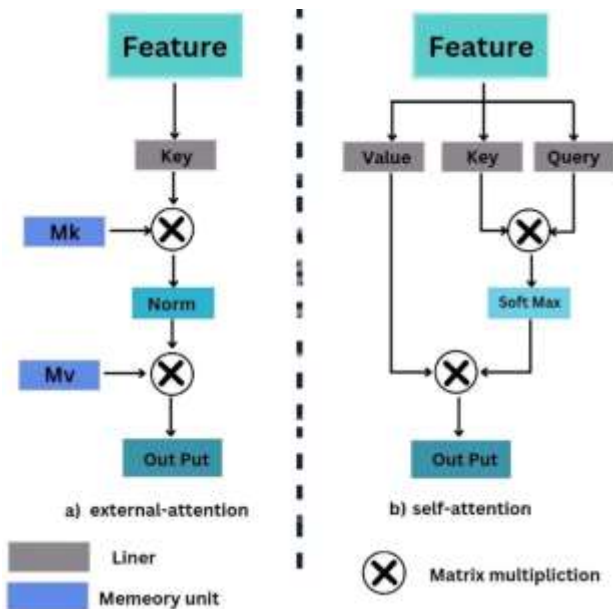 Feature
Key
Mk
Norm
Mv
Out Put
a) external-attention
Liner
Memeory unit
Feature
Value Key Query
Soft Max
Out Put
b) self-attention
Matrix multipliction